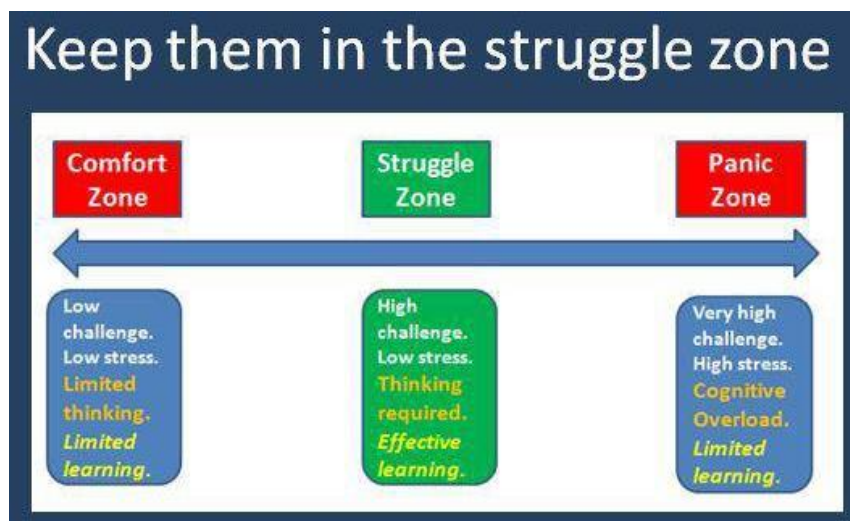 Keep them in the struggle zone
Comfort
Zone
Struggle
Zone
Panic
Zone
Low
challenge.
Low stress.
Limited
thinking.
Limited
learning.
High
challenge.
Low stress.
Thinking
required.
Effective
learning.
Very high
challenge.
High stress.
Cognitive
Overload.
Limited
learning.